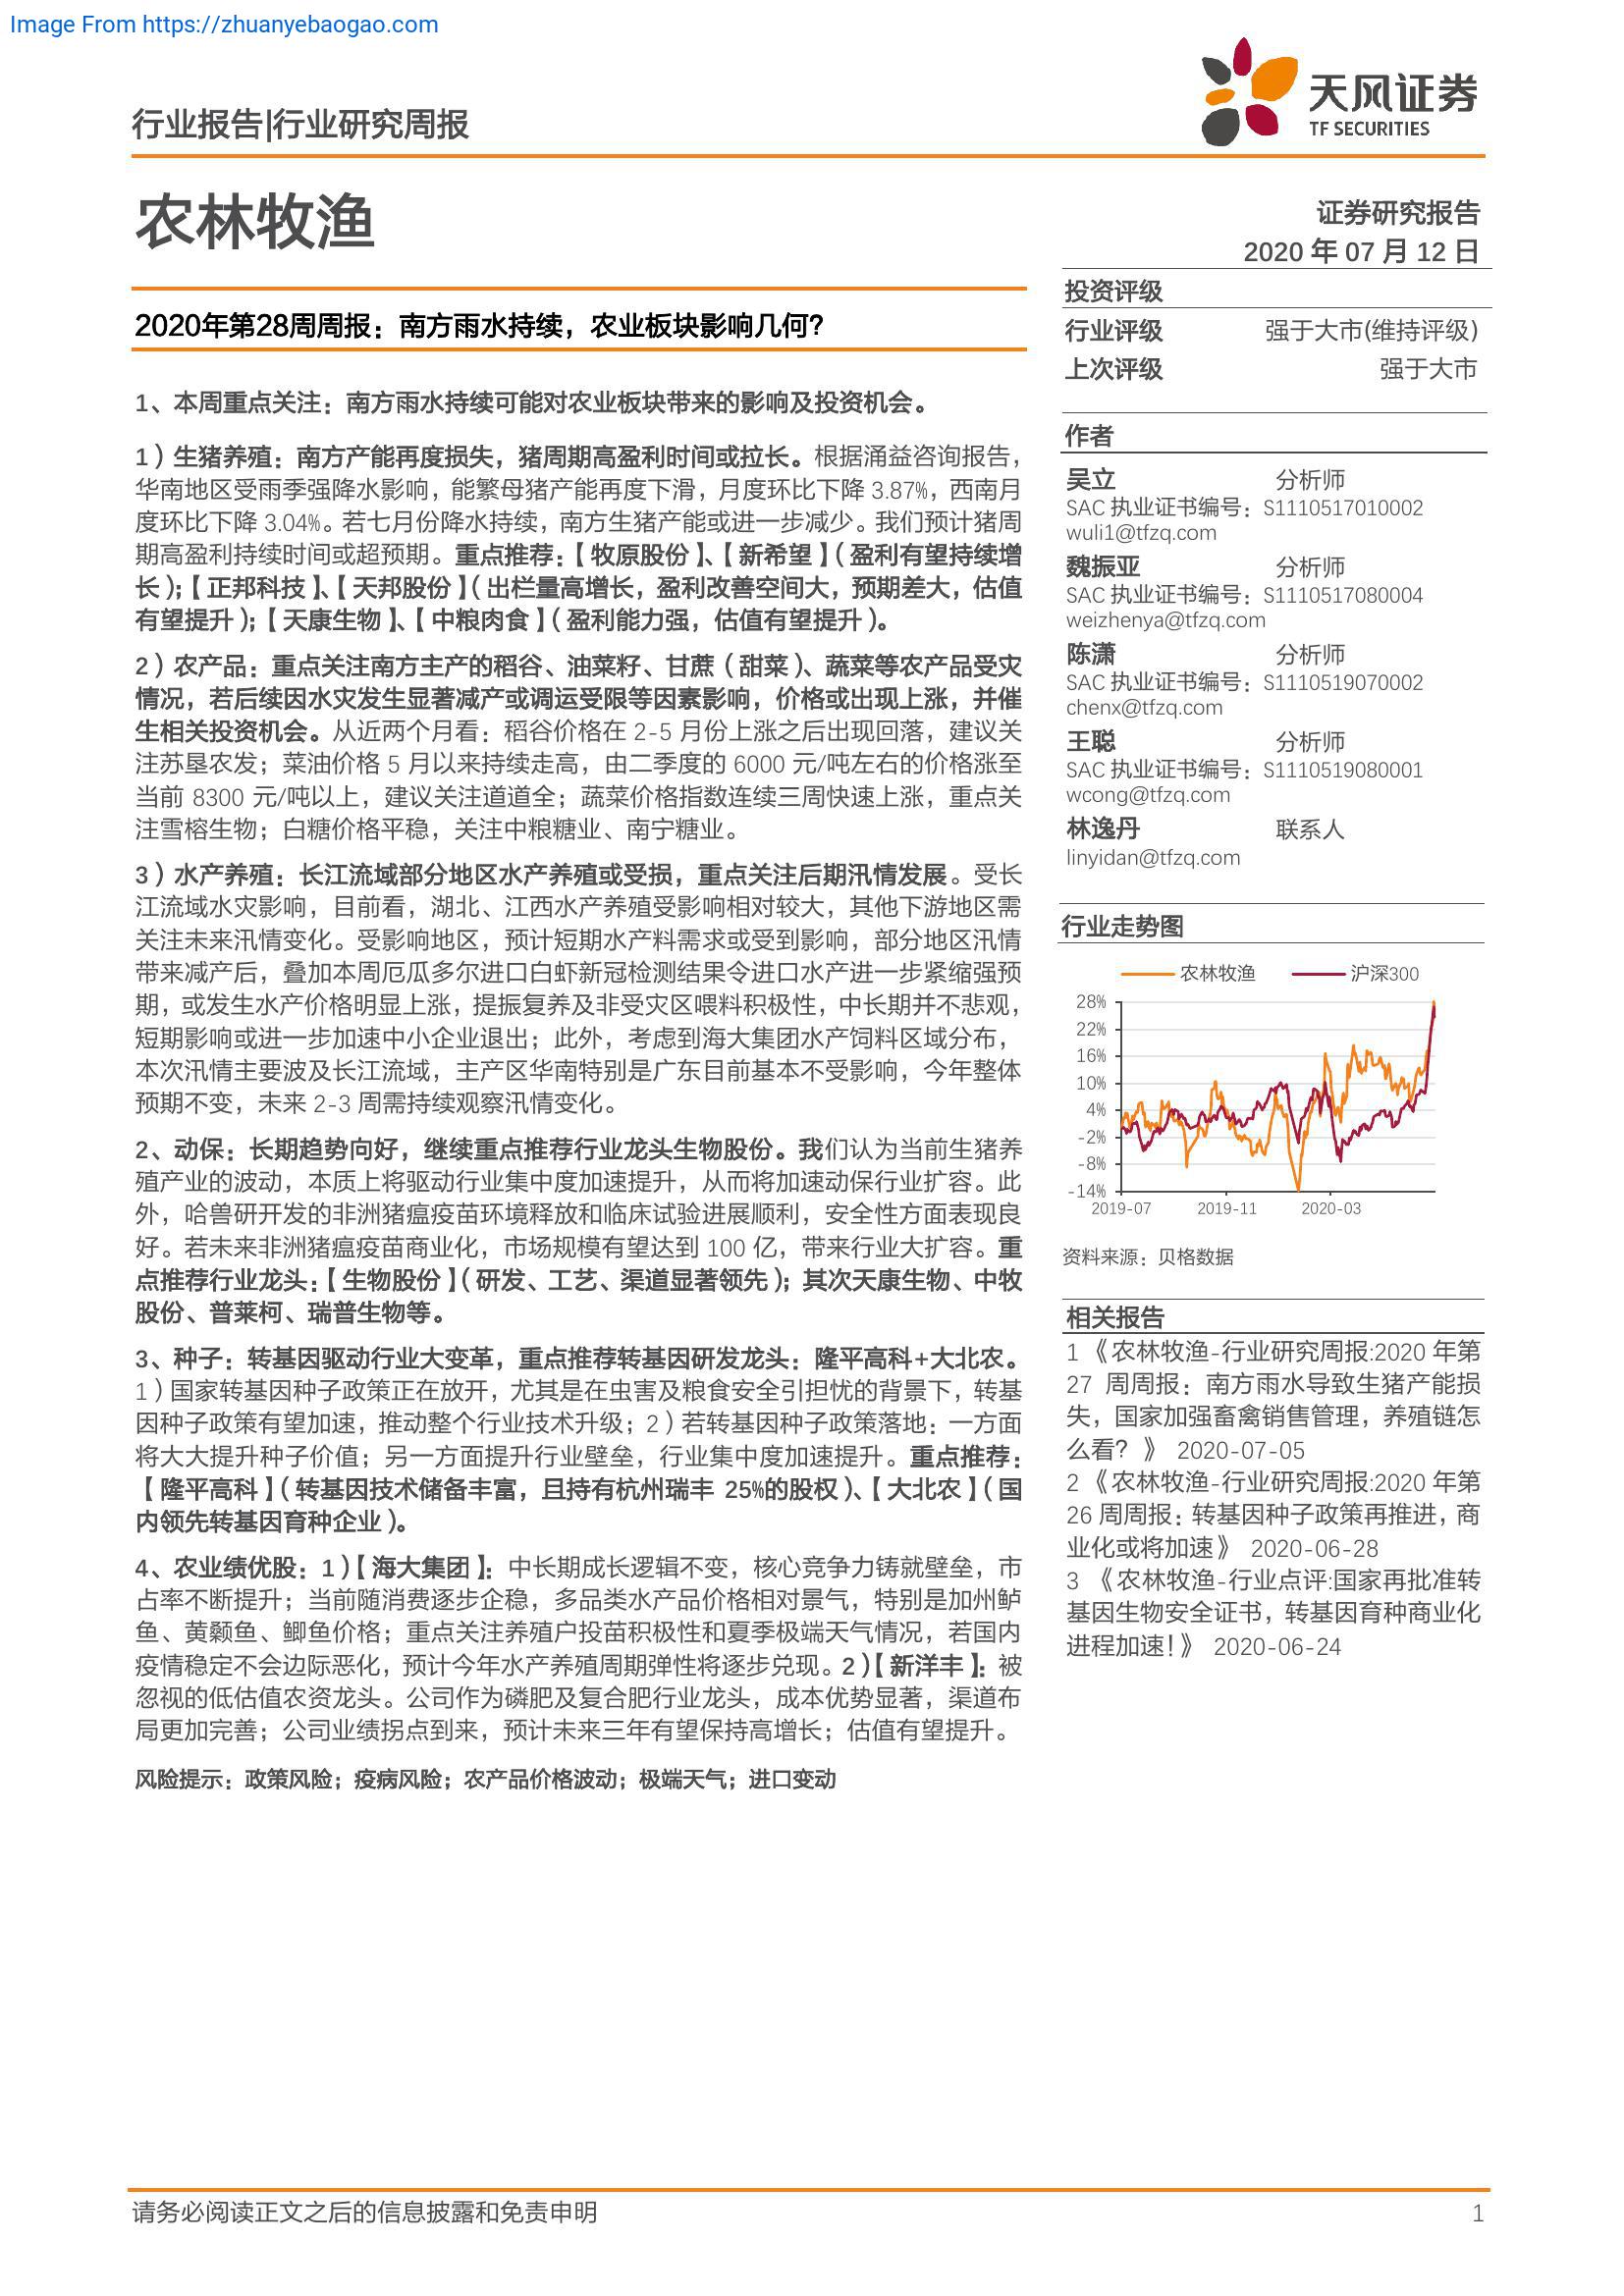 Image From https://zhuanyebaogao.com
天风证券
TF SECURITIES
行业报告|行业研究周报
农林牧渔
证券研究报告
2020 年 07 月 12 日
2020年第28周周报：南方雨水持续，农业板块影响几何？
1、本周重点关注：南方雨水持续可能对农业板块带来的影响及投资机会。
1）生猪养殖：南方产能再度损失，猪周期高盈利时间或拉长。根据涌益咨询报告，
华南地区受雨季强降水影响，能繁母猪产能再度下滑，月度环比下降 3.87%，西南月
度环比下降 3.04%。若七月份降水持续，南方生猪产能或进一步减少。我们预计猪周
期高盈利持续时间或超预期。重点推荐：【牧原股份】、【新希望】（盈利有望持续增
长）；【正邦科技】、【天邦股份】（出栏量高增长，盈利改善空间大，预期差大，估值
有望提升）；【天康生物】、【中粮肉食】（盈利能力强，估值有望提升）。
2）农产品：重点关注南方主产的稻谷、油菜籽、甘蔗（甜菜）、蔬菜等农产品受灾
情况，若后续因水灾发生显著减产或调运受限等因素影响，价格或出现上涨，并催
生相关投资机会。从近两个月看：稻谷价格在 2-5 月份上涨之后出现回落，建议关
注苏垦农发；菜油价格 5 月以来持续走高，由二季度的 6000 元/吨左右的价格涨至
当前 8300 元/吨以上，建议关注道道全；蔬菜价格指数连续三周快速上涨，重点关
注雪榕生物；白糖价格平稳，关注中粮糖业、南宁糖业。
3）水产养殖：长江流域部分地区水产养殖或受损，重点关注后期汛情发展。受长
江流域水灾影响，目前看，湖北、江西水产养殖受影响相对较大，其他下游地区需
关注未来汛情变化。受影响地区，预计短期水产料需求或受到影响，部分地区汛情
带来减产后，叠加本周厄瓜多尔进口白虾新冠检测结果令进口水产进一步紧缩强预
期，或发生水产价格明显上涨，提振复养及非受灾区喂料积极性，中长期并不悲观，
短期影响或进一步加速中小企业退出；此外，考虑到海大集团水产饲料区域分布，
本次汛情主要波及长江流域，主产区华南特别是广东目前基本不受影响，今年整体
预期不变，未来 2-3 周需持续观察汛情变化。
2、动保：长期趋势向好，继续重点推荐行业龙头生物股份。我们认为当前生猪养
殖产业的波动，本质上将驱动行业集中度加速提升，从而将加速动保行业扩容。此
外，哈兽研开发的非洲猪瘟疫苗环境释放和临床试验进展顺利，安全性方面表现良
好。若未来非洲猪瘟疫苗商业化，市场规模有望达到 100 亿，带来行业大扩容。重
点推荐行业龙头：【生物股份】（研发、工艺、渠道显著领先）；其次天康生物、中牧
股份、普莱柯、瑞普生物等。
3、种子：转基因驱动行业大变革，重点推荐转基因研发龙头：隆平高科+大北农。
1）国家转基因种子政策正在放开，尤其是在虫害及粮食安全引担忧的背景下，转基
因种子政策有望加速，推动整个行业技术升级；2）若转基因种子政策落地：一方面
将大大提升种子价值；另一方面提升行业壁垒，行业集中度加速提升。重点推荐：
【隆平高科】（转基因技术储备丰富，且持有杭州瑞丰 25%的股权）、【大北农】（国
内领先转基因育种企业）。
4、农业绩优股：1）【海大集团】：中长期成长逻辑不变，核心竞争力铸就壁垒，市
占率不断提升；当前随消费逐步企稳，多品类水产品价格相对景气，特别是加州鲈
鱼、黄颡鱼、鲫鱼价格；重点关注养殖户投苗积极性和夏季极端天气情况，若国内
疫情稳定不会边际恶化，预计今年水产养殖周期弹性将逐步兑现。2）【新洋丰】：被
忽视的低估值农资龙头。公司作为磷肥及复合肥行业龙头，成本优势显著，渠道布
局更加完善；公司业绩拐点到来，预计未来三年有望保持高增长；估值有望提升。
风险提示：政策风险；疫病风险；农产品价格波动；极端天气；进口变动
投资评级
行业评级 强于大市(维持评级)
上次评级 强于大市
作者
吴立 分析师
SAC 执业证书编号：S1110517010002
wuli1@tfzq.com
魏振亚 分析师
SAC 执业证书编号：S1110517080004
weizhenya@tfzq.com
陈潇 分析师
SAC 执业证书编号：S1110519070002
chenx@tfzq.com
王聪 分析师
SAC 执业证书编号：S1110519080001
wcong@tfzq.com
林逸丹 联系人
linyidan@tfzq.com
行业走势图
农林牧渔 沪深300
28%
22%
16%
10%
4%
-2%
-8%
-14%
2019-07 2019-11 2020-03
资料来源：贝格数据
相关报告
1 《农林牧渔-行业研究周报:2020 年第
27 周周报：南方雨水导致生猪产能损
失，国家加强畜禽销售管理，养殖链怎
么看？》 2020-07-05
2 《农林牧渔-行业研究周报:2020 年第
26 周周报：转基因种子政策再推进，商
业化或将加速》 2020-06-28
3 《农林牧渔-行业点评:国家再批准转
基因生物安全证书，转基因育种商业化
进程加速！》 2020-06-24
请务必阅读正文之后的信息披露和免责申明 1